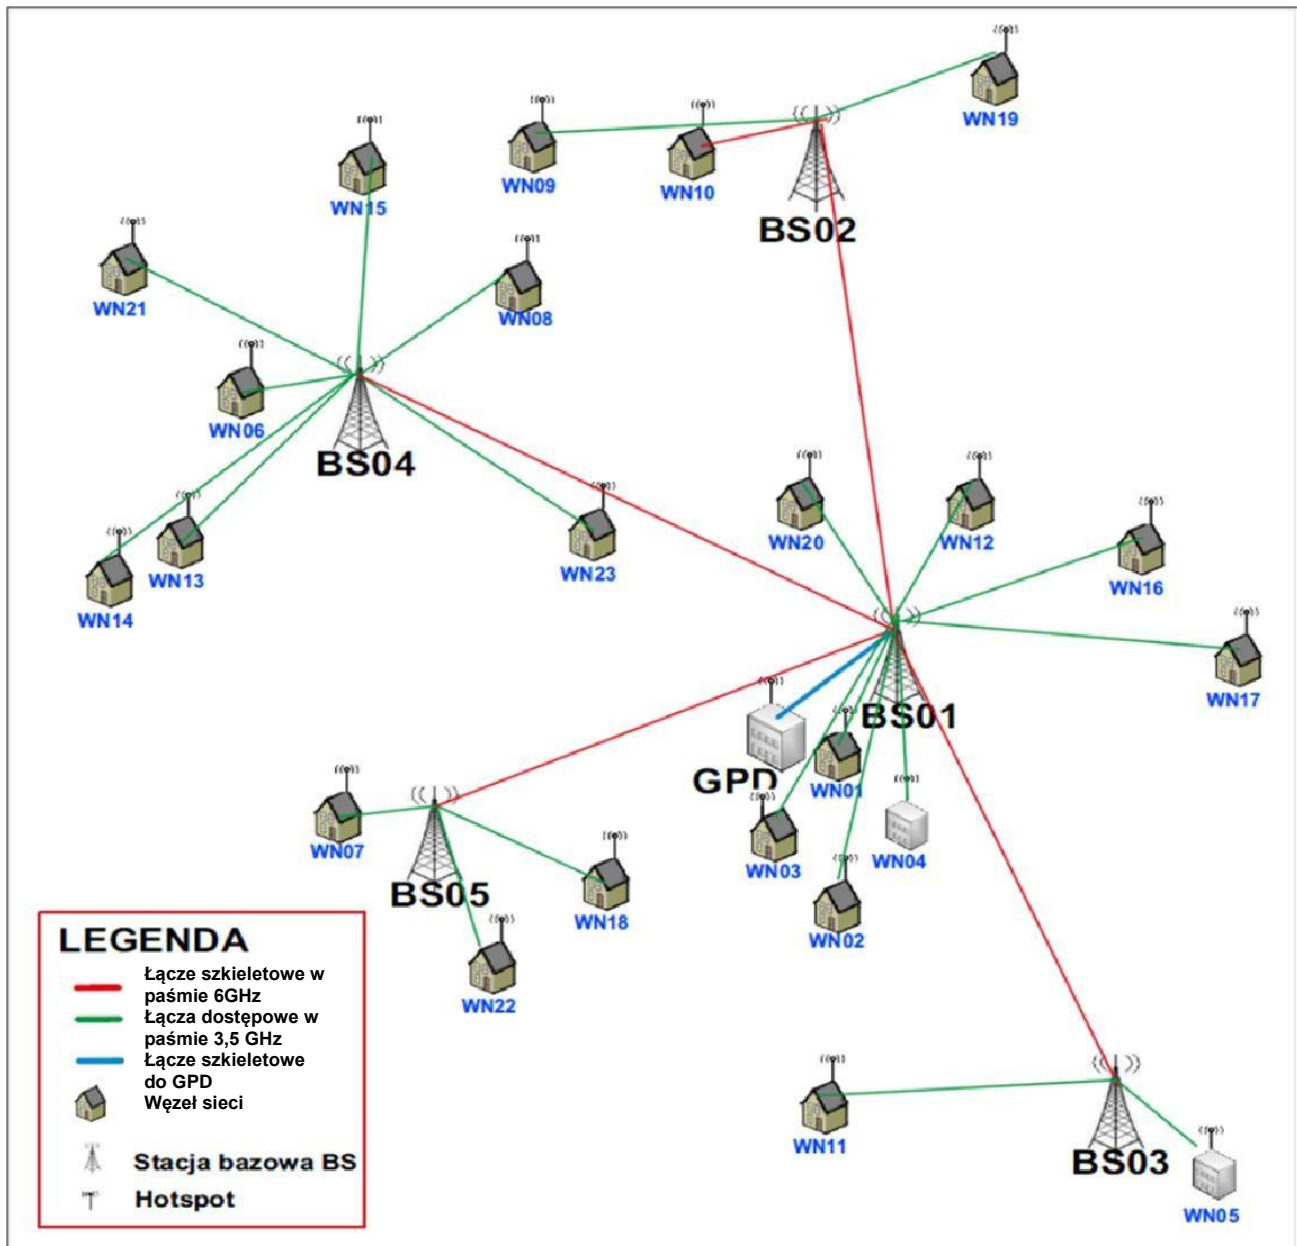 WN19
WN09
WN10
BS02
WN15
WN21
WN08
WN06
BS04
WN20
WN12
WN13
WN23
WN16
WN14
WN17
BS01
GPD
WN01
WN07
WN03
WN04
BS05
WN18
WN02
WN22
WN11
BS03
WN05
LEGENDA
Łącze szkieletowe w
paśmie 6GHz
Łącza dostępowe w
paśmie 3,5 GHz
Łącze szkieletowe
do GPD
Węzeł sieci
Stacja bazowa BS
Hotspot